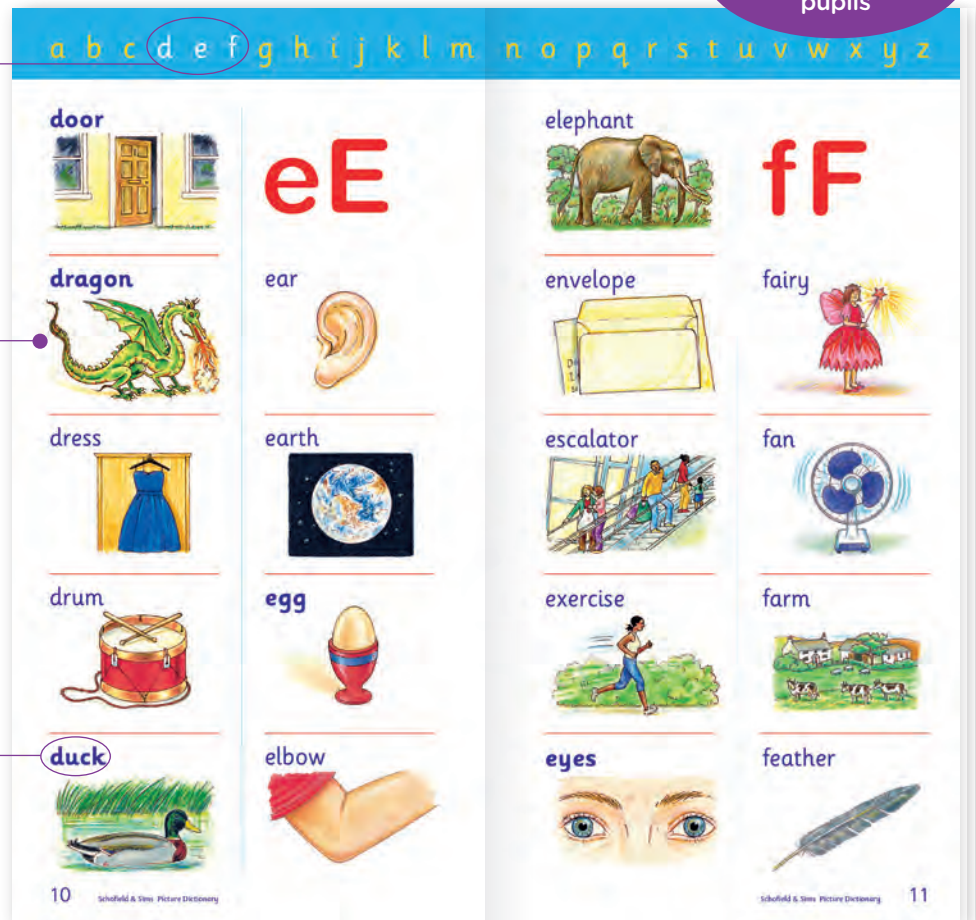 pupils
a b c d e f g h i j k l m n o p q r s t u v w x y z
door
dragon
dress
drum
duck
eE
ear
earth
egg
elbow
10 Schofield & Sims Picture Dictionary
elephant
envelope
escalator
exercise
eyes
fF
fairy
fan
farm
feather
Schofield & Sims Picture Dictionary 11